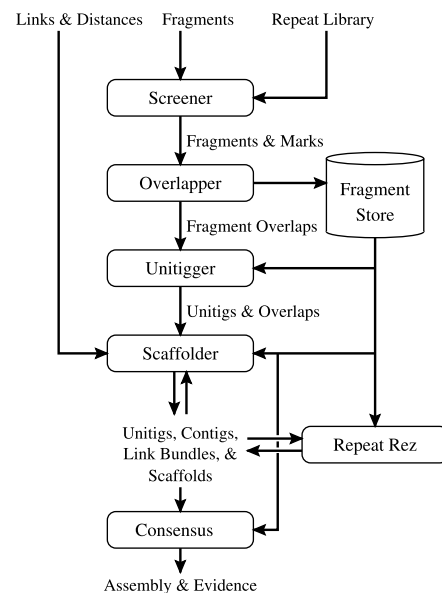 Links & Distances
Fragments
Repeat Library
Screener
Fragments & Marks
Overlapper
Fragment
Store
Fragment Overlaps
Unitigger
Unitigs & Overlaps
Scaffolder
Unitigs, Contigs,
Link Bundles, &
Scaffolds
Repeat Rez
Consensus
Assembly & Evidence